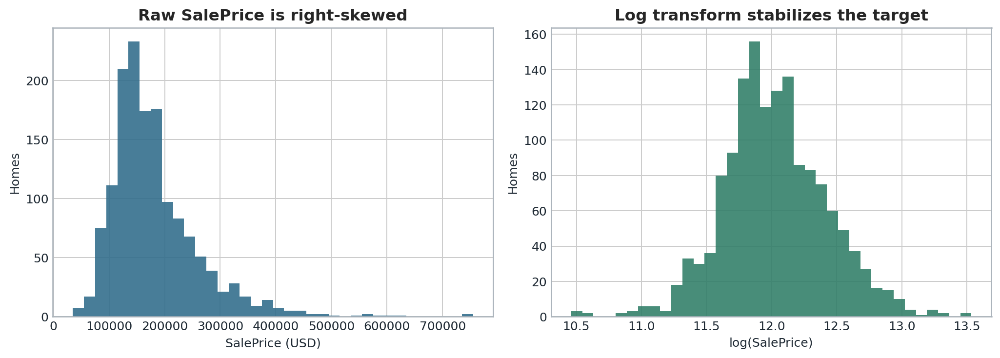 Raw SalePrice is right-skewed
Homes
200
150
100
50
0
0 100000 200000 300000 400000 500000 600000 700000
SalePrice (USD)
Log transform stabilizes the target
Homes
160
140
120
100
80
60
40
20
0
10.5 11.0 11.5 12.0 12.5 13.0 13.5
log(SalePrice)